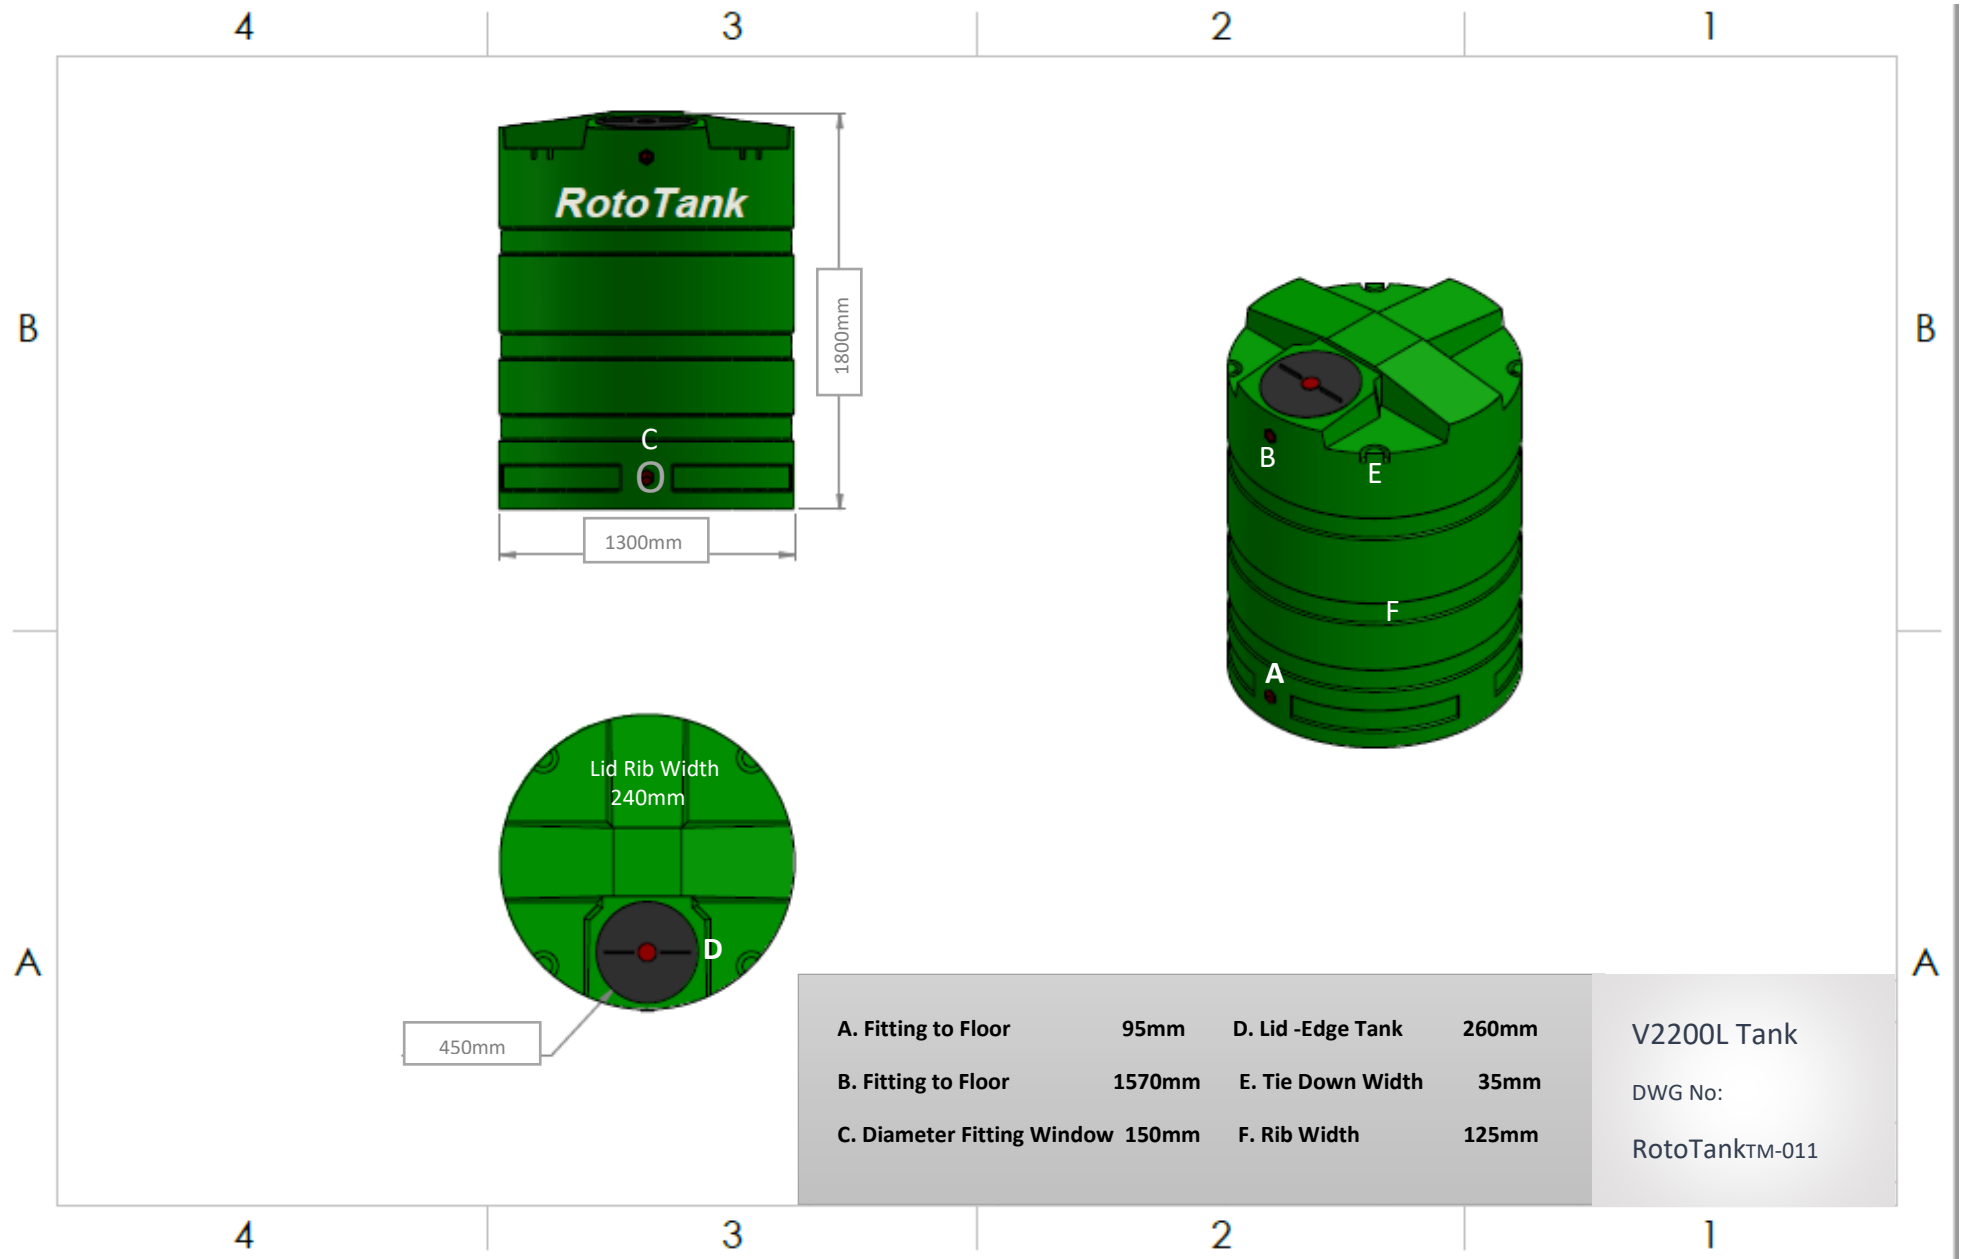 4 3 2 1
RotoTank
1800mm
B B
C
O
1300mm
B
E
F
A
Lid Rib Width
240mm
D
A A
450mm
A. Fitting to Floor 95mm D. Lid -Edge Tank 260mm
B. Fitting to Floor 1570mm E. Tie Down Width 35mm
C. Diameter Fitting Window 150mm F. Rib Width 125mm
V2200L Tank
DWG No:
RotoTankTM-011
4 3 2 1